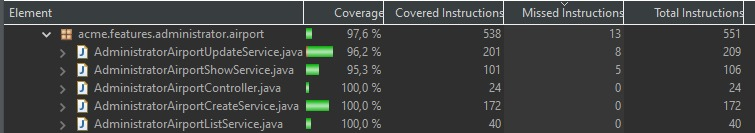 Element Coverage Covered Instructions Missed Instructions Total Instructions
acme.features.administrator.airport 97,6 % 538 13 551
AdministratorAirportUpdateService.java 96,2 % 201 8 209
AdministratorAirportShowService.java 95,3 % 101 5 106
AdministratorAirportController.java 100,0 % 24 0 24
AdministratorAirportCreateService.java 100,0 % 172 0 172
AdministratorAirportListService.java 100,0 % 40 0 40